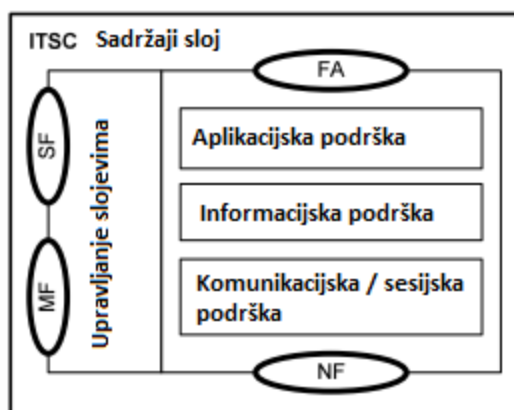 ITSC Sadržaji sloj
FA
SF
MF
Upravljanje slojevima
Aplikacijska podrška
Informacijska podrška
Komunikacijska / sesijska
podrška
NF